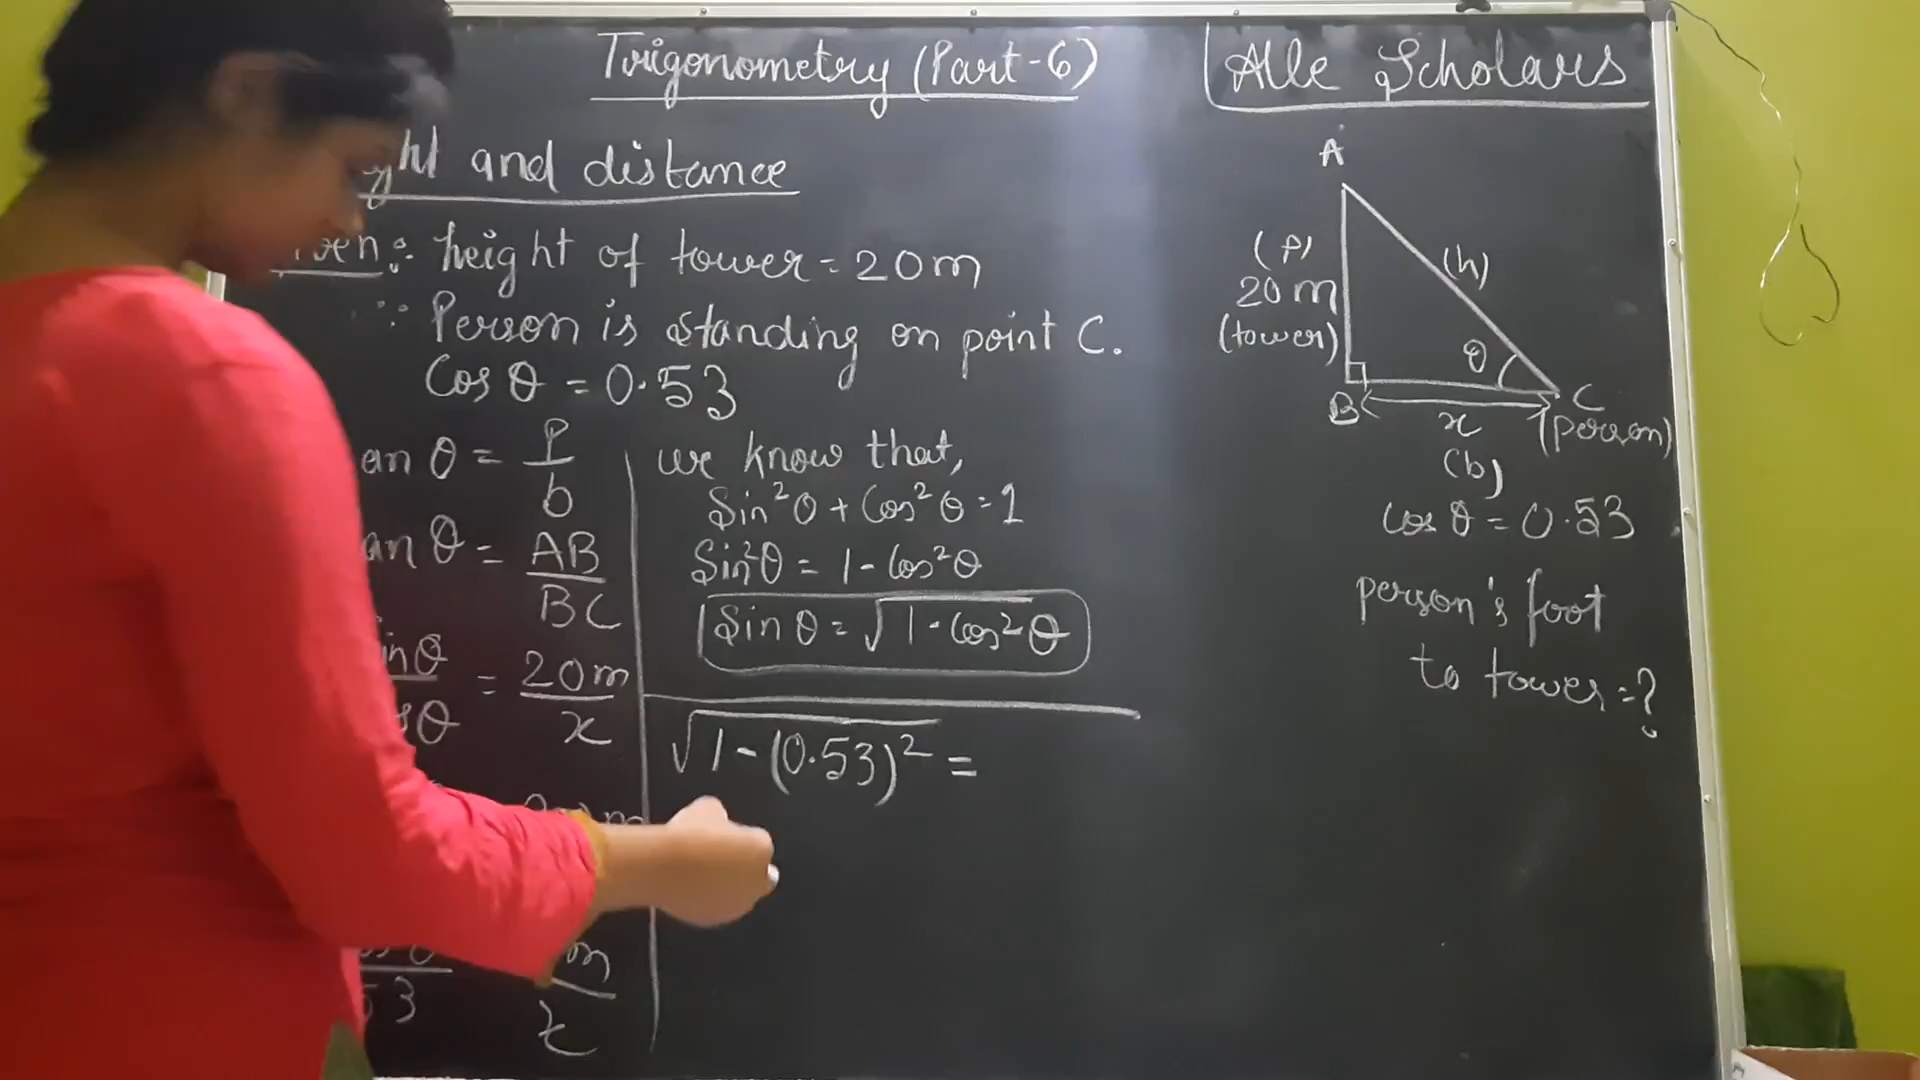 Trigonometry (Part-6)
Alle Scholars
and distance
height of tower = 20m
∵ Person is standing on point C.
Cos θ = 0.53
an θ = P/b
an θ = AB/BC
inθ/sθ = 20m/x
53
we know that,
Sin²θ + Cos²θ = 1
Sin²θ = 1 - Cos²θ
Sin θ = √1 - Cos²θ
√1 - (0.53)² =
A
(P)
20 m
(tower)
(h)
θ
B
C
x
(person)
(b)
cos θ = 0.53
person's foot
to tower = ?